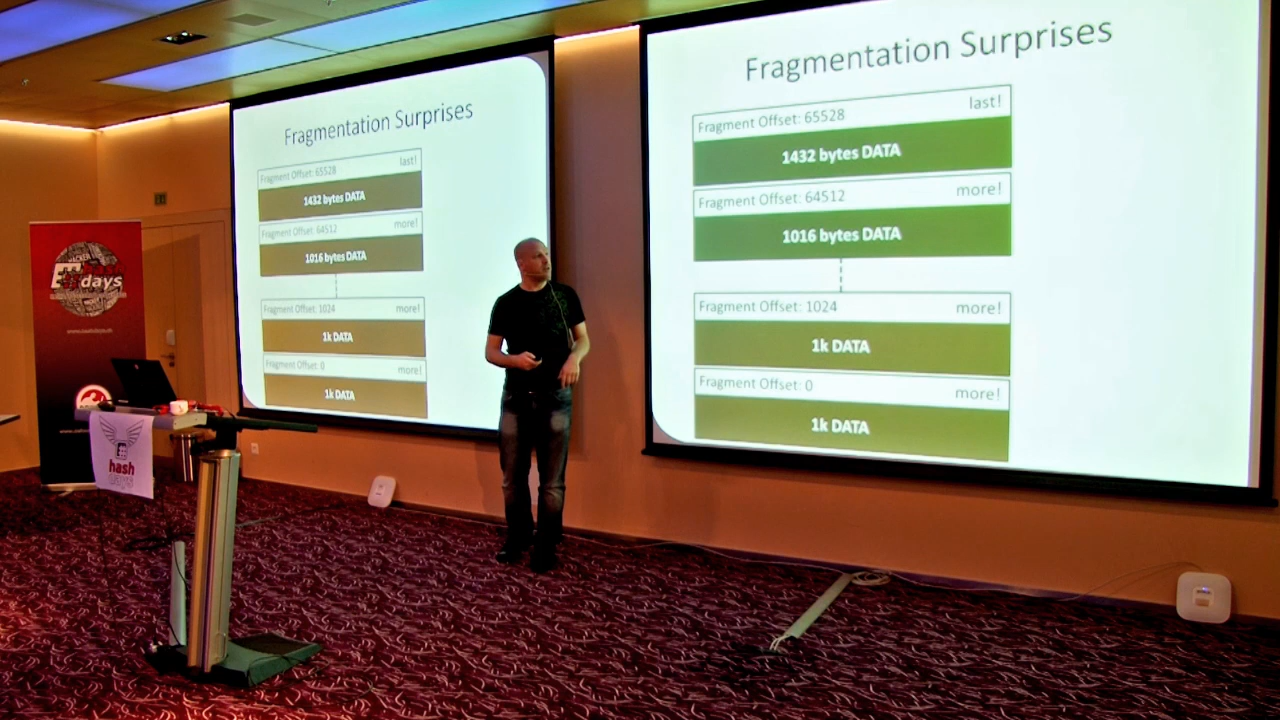 Fragmentation Surprises
Fragment Offset: 65528 last!
1432 bytes DATA
Fragment Offset: 64512 more!
1016 bytes DATA
Fragment Offset: 1024 more!
1k DATA
Fragment Offset: 0 more!
1k DATA
Fragmentation Surprises
Fragment Offset: 65528 last!
1432 bytes DATA
Fragment Offset: 64512 more!
1016 bytes DATA
Fragment Offset: 1024 more!
1k DATA
Fragment Offset: 0 more!
1k DATA
hash
days
hash
days